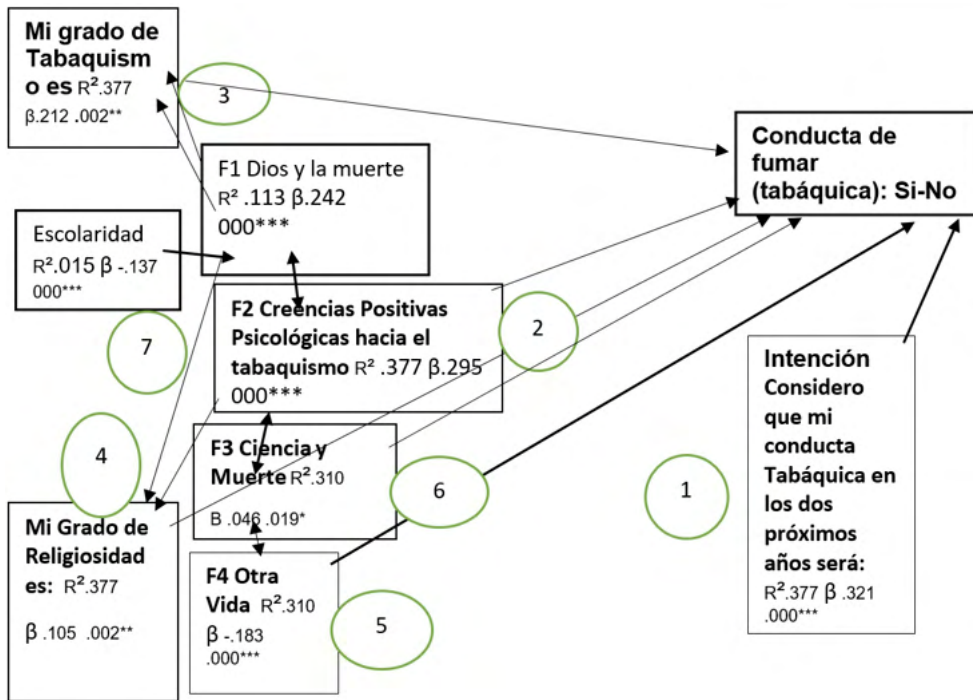 Mi grado de
Tabaquism
o es R².377
β.212 .002**
3
F1 Dios y la muerte
R² .113 β.242
000***
Conducta de
fumar
(tabáquica): Si-No
Escolaridad
R².015 β -.137
000***
F2 Creencias Positivas
Psicológicas hacia el
tabaquismo R² .377 β.295
000***
2
7
Intención
Considero
que mi
conducta
Tabáquica en
los dos
próximos
años será:
R².377 β .321
.000***
4
F3 Ciencia y
Muerte R².310
B .046 .019*
6
1
Mi Grado de
Religiosidad
es: R².377
β .105 .002**
F4 Otra
Vida R².310
β -.183
.000***
5